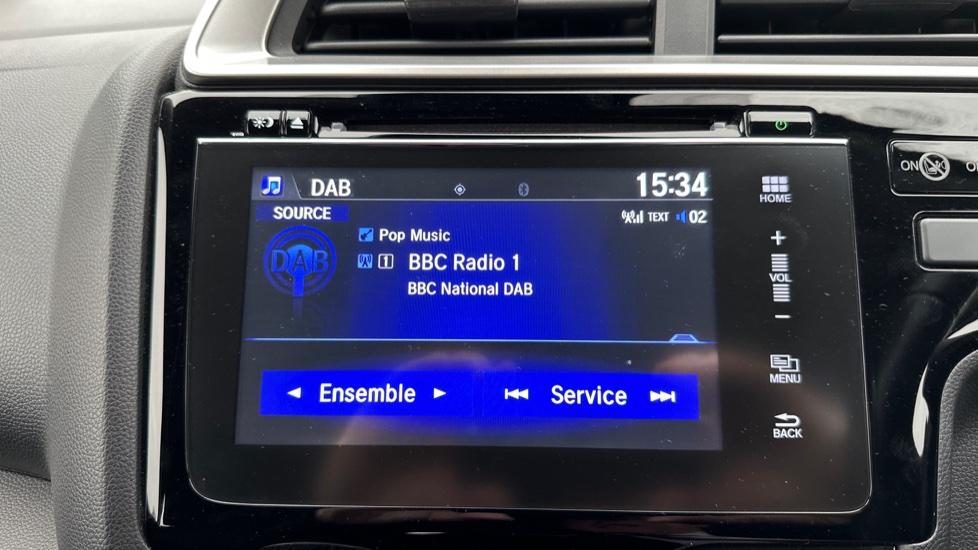 DAB
15:34
HOME
SOURCE
TEXT 02
Pop Music
DAB
1 BBC Radio 1
BBC National DAB
+
VOL
−
◄ Ensemble ►
Service
MENU
BACK
ON